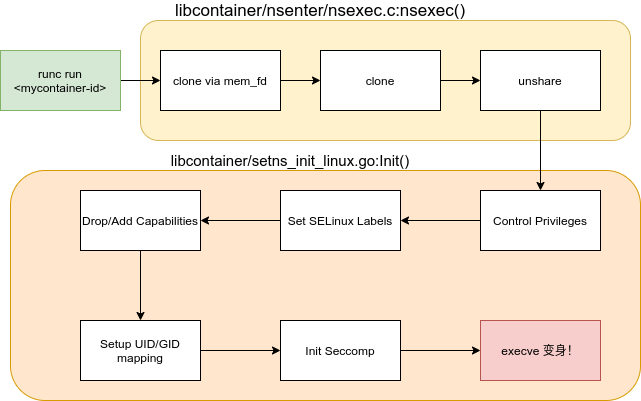 libcontainer/nsenter/nsexec.c:nsexec()
runc run
<mycontainer-id>
clone via mem_fd
clone
unshare
libcontainer/setns_init_linux.go:Init()
Drop/Add Capabilities
Set SELinux Labels
Control Privileges
Setup UID/GID
mapping
Init Seccomp
execve 变身！